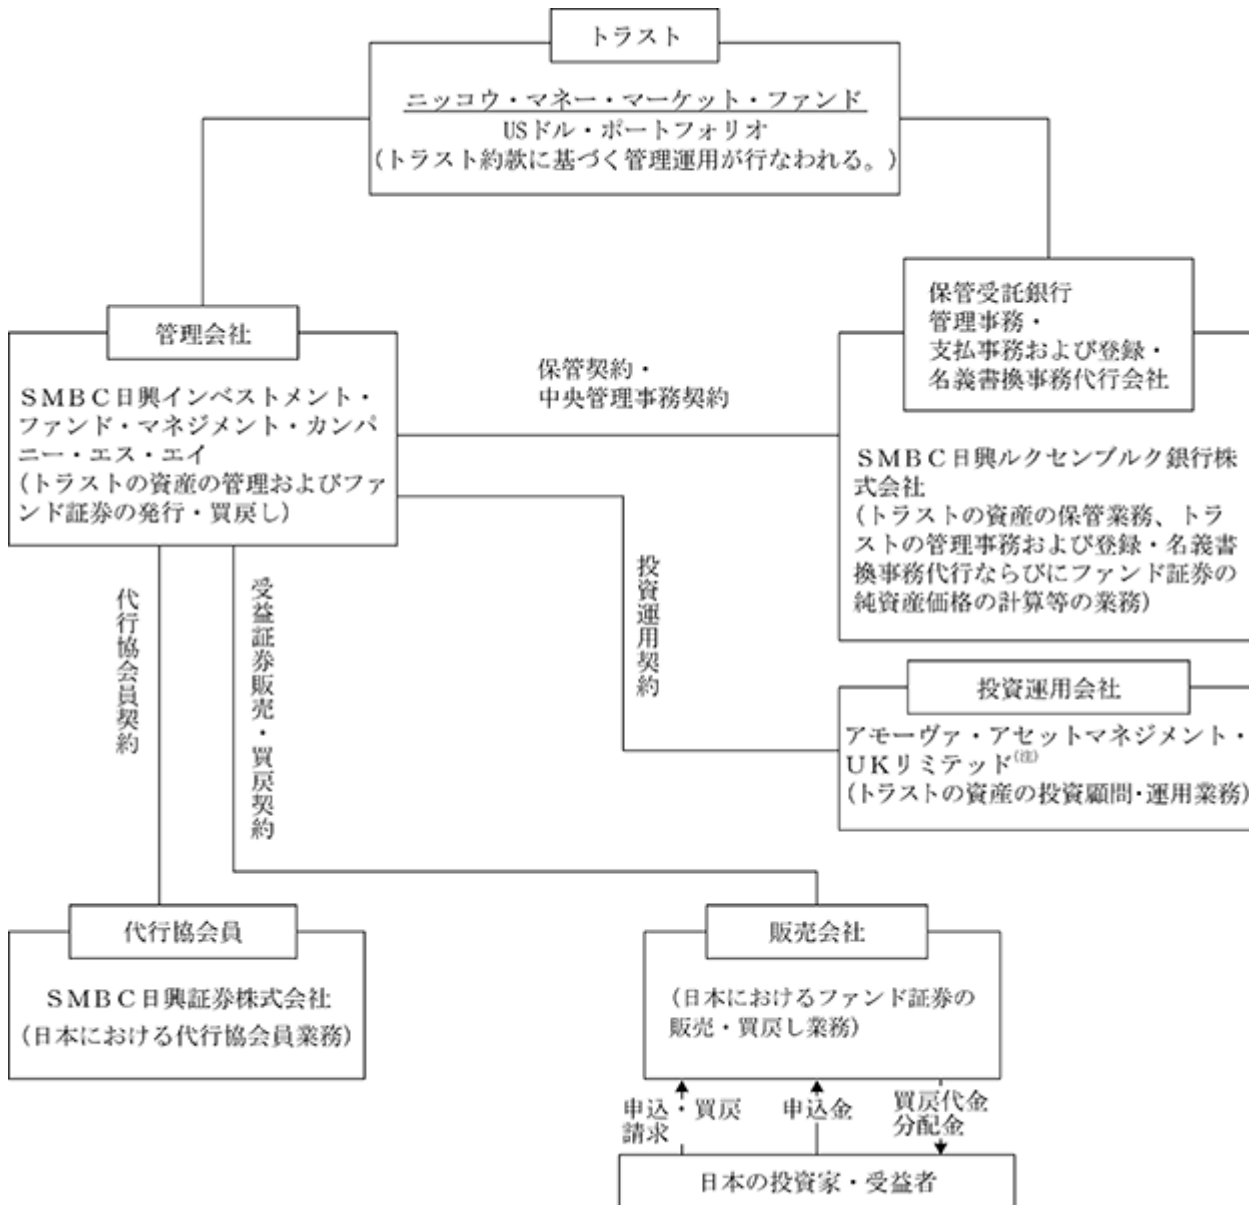 トラスト
ニッコウ・マネー・マーケット・ファンド
USドル・ポートフォリオ
(トラスト約款に基づく管理運用が行なわれる。)
保管受託銀行
管理事務・
支払事務および登録・
名義書換事務代行会社
管理会社
SMBC日興インベストメント・
ファンド・マネジメント・カンパ
ニー・エス・エイ
(トラストの資産の管理およびファ
ンド証券の発行・買戻し)
保管契約・
中央管理事務契約
SMBC日興ルクセンブルク銀行株
式会社
(トラストの資産の保管業務、トラ
ストの管理事務および登録・名義書
換事務代行ならびにファンド証券の
純資産価格の計算等の業務)
代行協会員契約
受益証券販売・買戻契約
投資運用契約
投資運用会社
アモーヴァ・アセットマネジメント・
UKリミテッド(注)
(トラストの資産の投資顧問・運用業務)
代行協会員
SMBC日興証券株式会社
(日本における代行協会員業務)
販売会社
(日本におけるファンド証券の
販売・買戻し業務)
申込・買戻
請求
申込金
買戻代金
分配金
日本の投資家・受益者